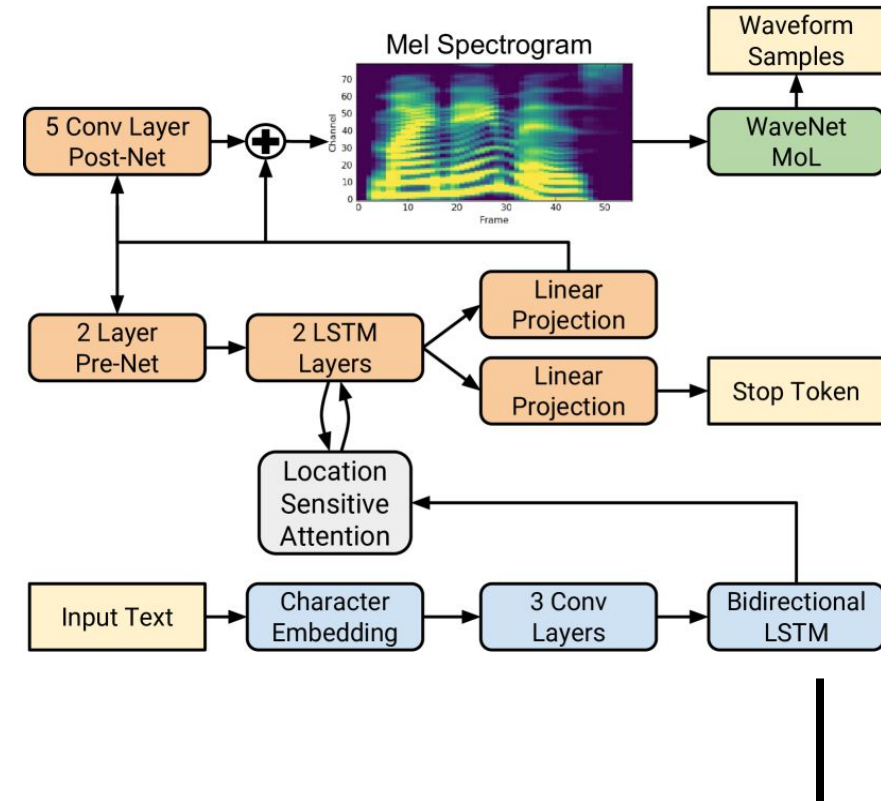 Waveform
Samples
Mel Spectrogram
70
60
50
40
30
20
10
0
Channel
0 10 20 30 40 50
Frame
5 Conv Layer
Post-Net
WaveNet
MoL
Linear
Projection
2 Layer
Pre-Net
2 LSTM
Layers
Linear
Projection
Stop Token
Location
Sensitive
Attention
Input Text
Character
Embedding
3 Conv
Layers
Bidirectional
LSTM